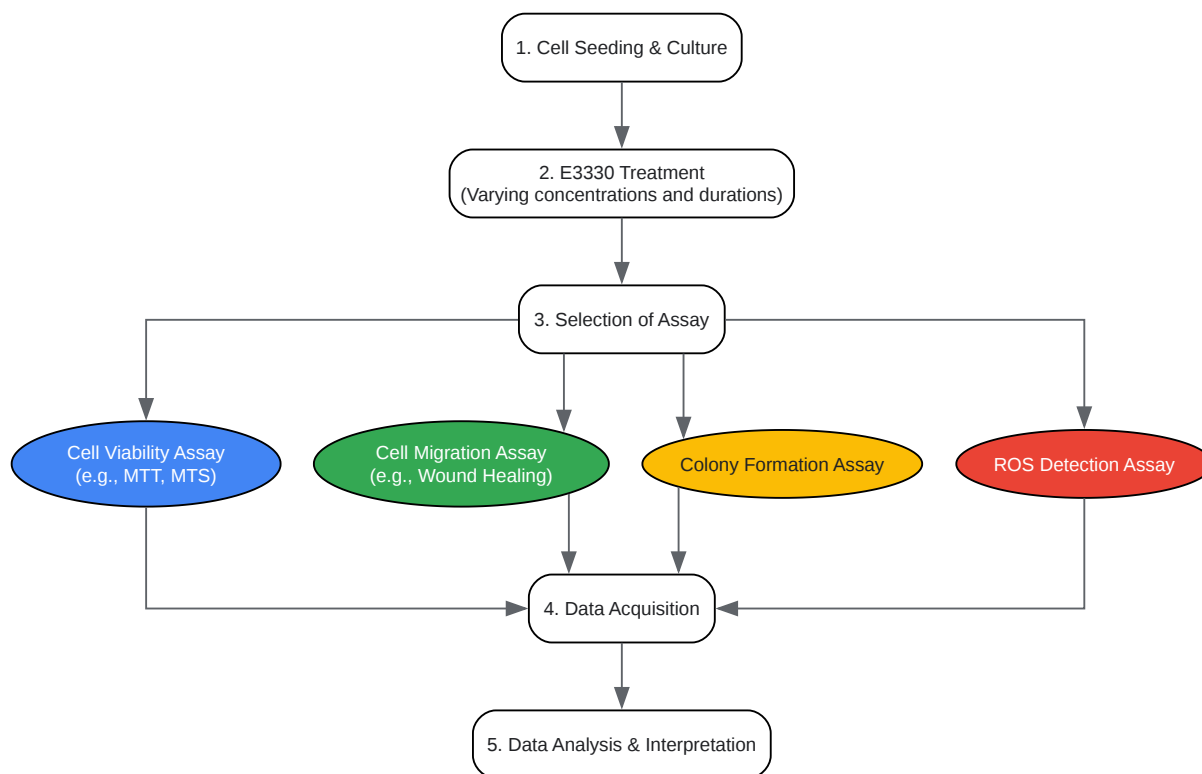 1. Cell Seeding & Culture
2. E3330 Treatment
(Varying concentrations and durations)
3. Selection of Assay
Cell Viability Assay
(e.g., MTT, MTS)
Cell Migration Assay
(e.g., Wound Healing)
Colony Formation Assay
ROS Detection Assay
4. Data Acquisition
5. Data Analysis & Interpretation